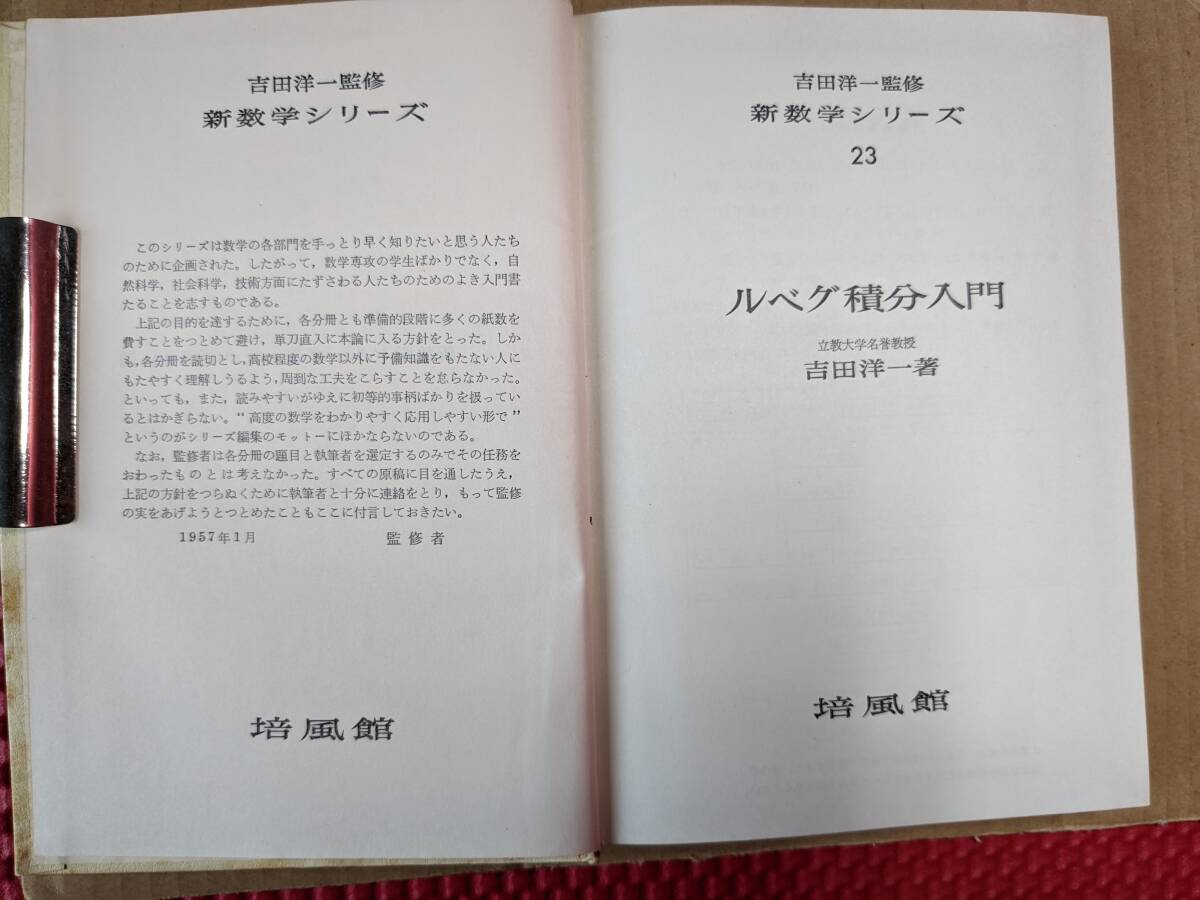 吉田洋一監修
新数学シリーズ
このシリーズは数学の各部門を手っとり早く知りたいと思う人たち
のために企画された。したがって，数学専攻の学生ばかりでなく，自
然科学，社会科学，技術方面にたずさわる人たちのためのよき入門書
たることを志すものである。
上記の目的を達するために，各分冊とも準備的段階に多くの紙数を
費すことをつとめて避け，単刀直入に本論に入る方針をとった。しか
も，各分冊を読切とし，高校程度の数学以外に予備知識をもたない人に
もたやすく理解しうるよう，周到な工夫をこらすことを怠らなかった。
といっても，また，読みやすいがゆえに初等的事柄ばかりを扱ってい
るとはかぎらない。“高度の数学をわかりやすく応用しやすい形で”
というのがシリーズ編集のモットーにほかならないのである。
なお，監修者は各分冊の題目と執筆者を選定するのみでその任務を
おわったものとは考えなかった。すべての原稿に目を通したうえ，
上記の方針をつらぬくために執筆者と十分に連絡をとり，もって監修
の実をあげようとつとめたこともここに付言しておきたい。
1957年1月 監修者
培風館
吉田洋一監修
新数学シリーズ
23
ルベグ積分入門
立教大学名誉教授
吉田洋一著
培風館